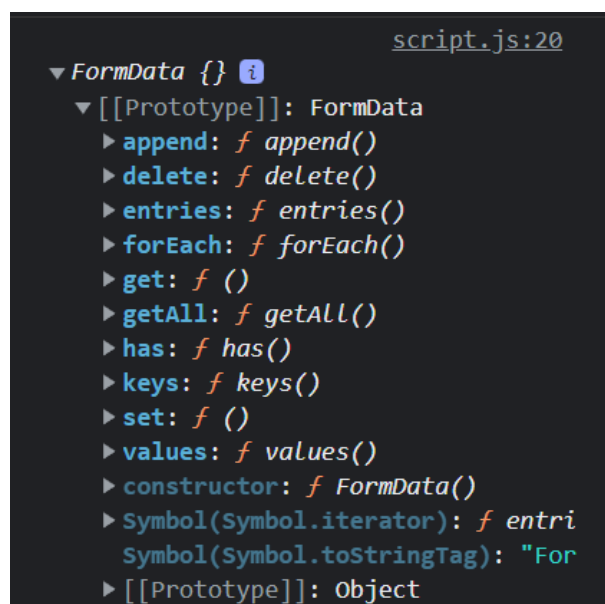 script.js:20
▼FormData {} i
▼[[Prototype]]: FormData
▶append: ƒ append()
▶delete: ƒ delete()
▶entries: ƒ entries()
▶forEach: ƒ forEach()
▶get: ƒ ()
▶getAll: ƒ getAll()
▶has: ƒ has()
▶keys: ƒ keys()
▶set: ƒ ()
▶values: ƒ values()
▶constructor: ƒ FormData()
▶Symbol(Symbol.iterator): ƒ entri
Symbol(Symbol.toStringTag): "For
▶[[Prototype]]: Object